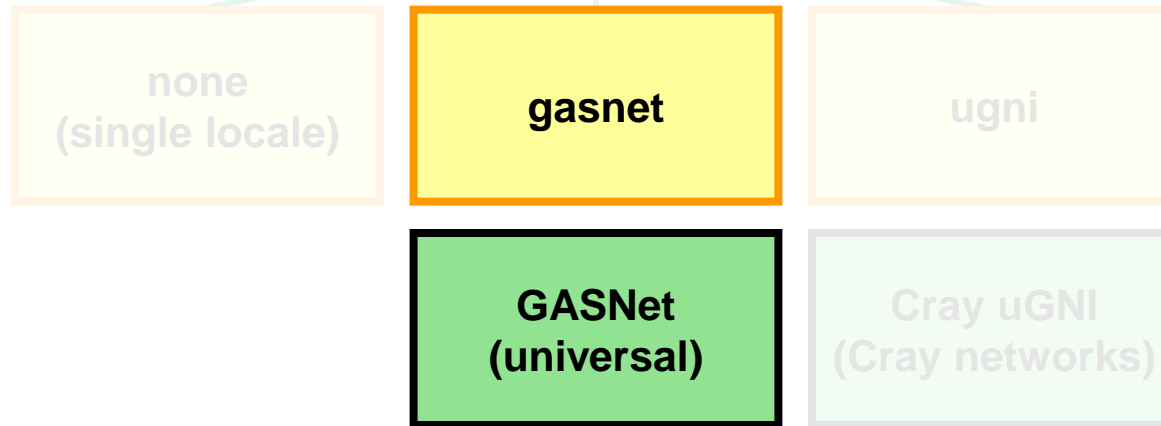 none
(single locale)
gasnet
ugni
GASNet
(universal)
Cray uGNI
(Cray networks)